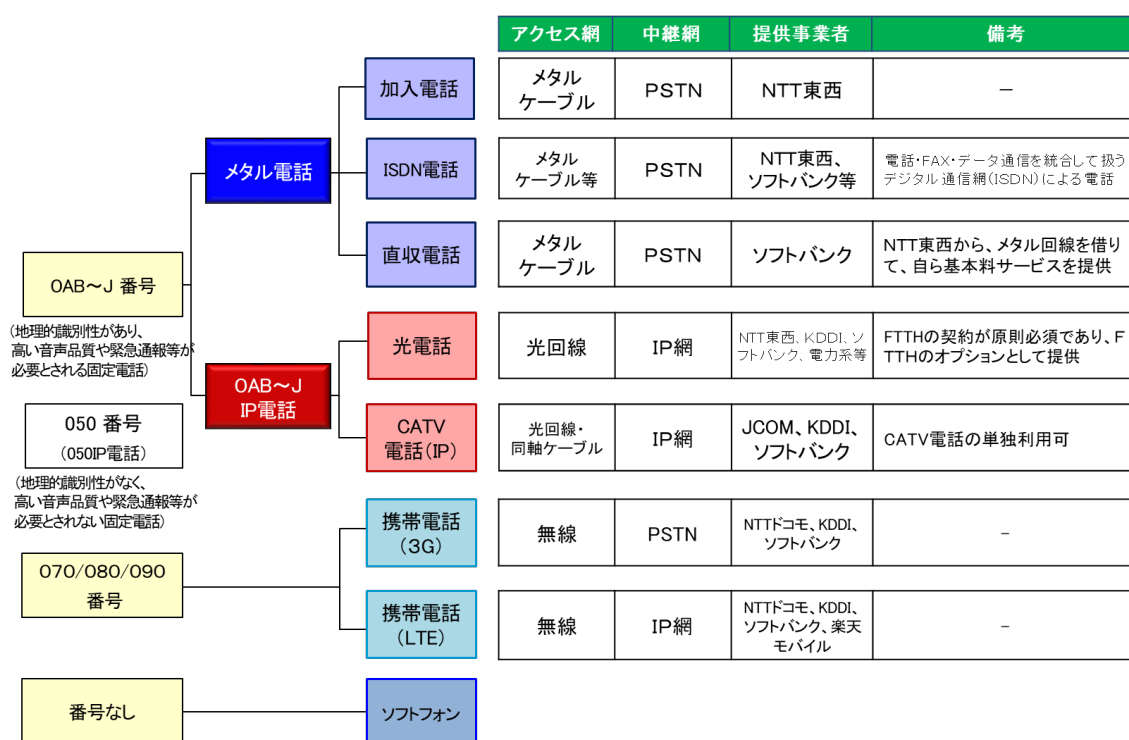 アクセス網 中継網 提供事業者 備考
加入電話
メタル
ケーブル
PSTN
NTT東西
－
メタル電話
ISDN電話
メタル
ケーブル等
PSTN
NTT東西、
ソフトバンク等
電話・FAX・データ通信を統合して扱う
デジタル通信網(ISDN)による電話
直収電話
メタル
ケーブル
PSTN
ソフトバンク
NTT東西から、メタル回線を借り
て、自ら基本料サービスを提供
0AB～J 番号
(地理的識別性があり、
高い音声品質や緊急通報等が
必要とされる固定電話)
光電話
光回線
IP網
NTT東西、KDDI、ソ
フトバンク、電力系等
FTTHの契約が原則必須であり、F
TTHのオプションとして提供
0AB～J
IP電話
CATV
電話(IP)
光回線・
同軸ケーブル
IP網
JCOM、KDDI、
ソフトバンク
CATV電話の単独利用可
050 番号
(050IP電話)
(地理的識別性がなく、
高い音声品質や緊急通報等が
必要とされない固定電話)
携帯電話
(3G)
無線
PSTN
NTTドコモ、KDDI、
ソフトバンク
－
070/080/090
番号
携帯電話
(LTE)
無線
IP網
NTTドコモ、KDDI、
ソフトバンク、楽天
モバイル
－
番号なし
ソフトフォン